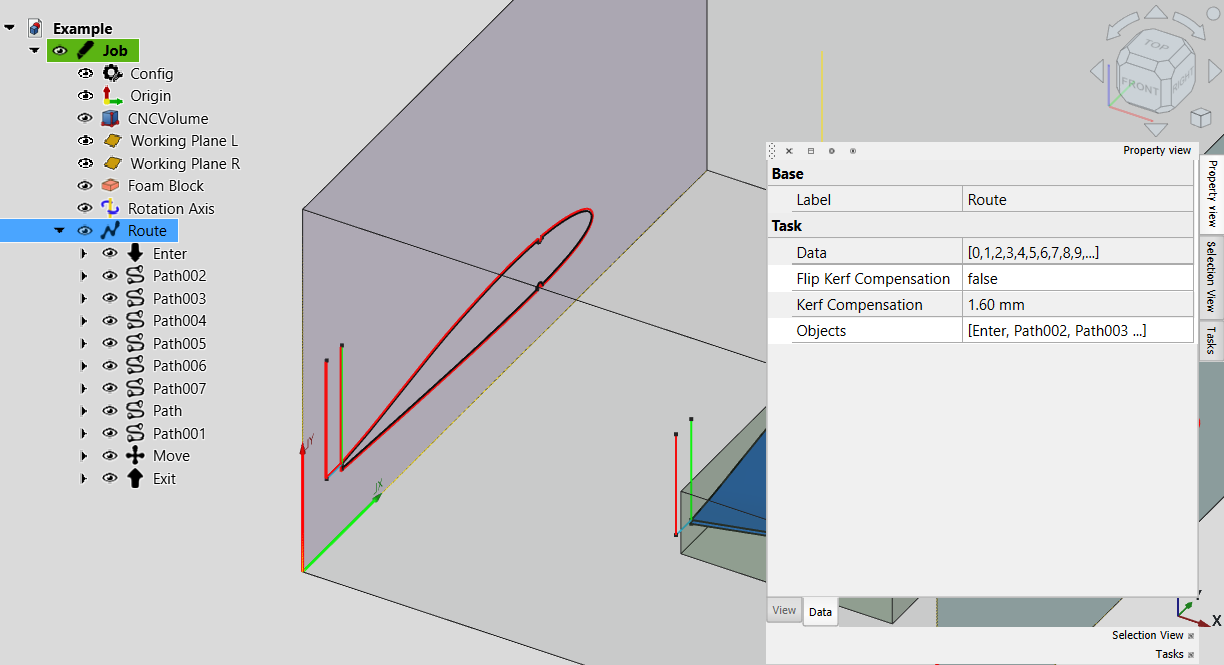 Example
Job
Config
Origin
CNCVolume
Working Plane L
Working Plane R
Foam Block
Rotation Axis
Route
Enter
Path002
Path003
Path004
Path005
Path006
Path007
Path
Path001
Move
Exit
JY
JX
TOP
FRONT
RIGHT
Property view
Base
Label Route
Task
Data [0,1,2,3,4,5,6,7,8,9,...]
Flip Kerf Compensation false
Kerf Compensation 1.60 mm
Objects [Enter, Path002, Path003 ...]
Property view
Selection View
Tasks
View Data
Y
X
Selection View
Tasks